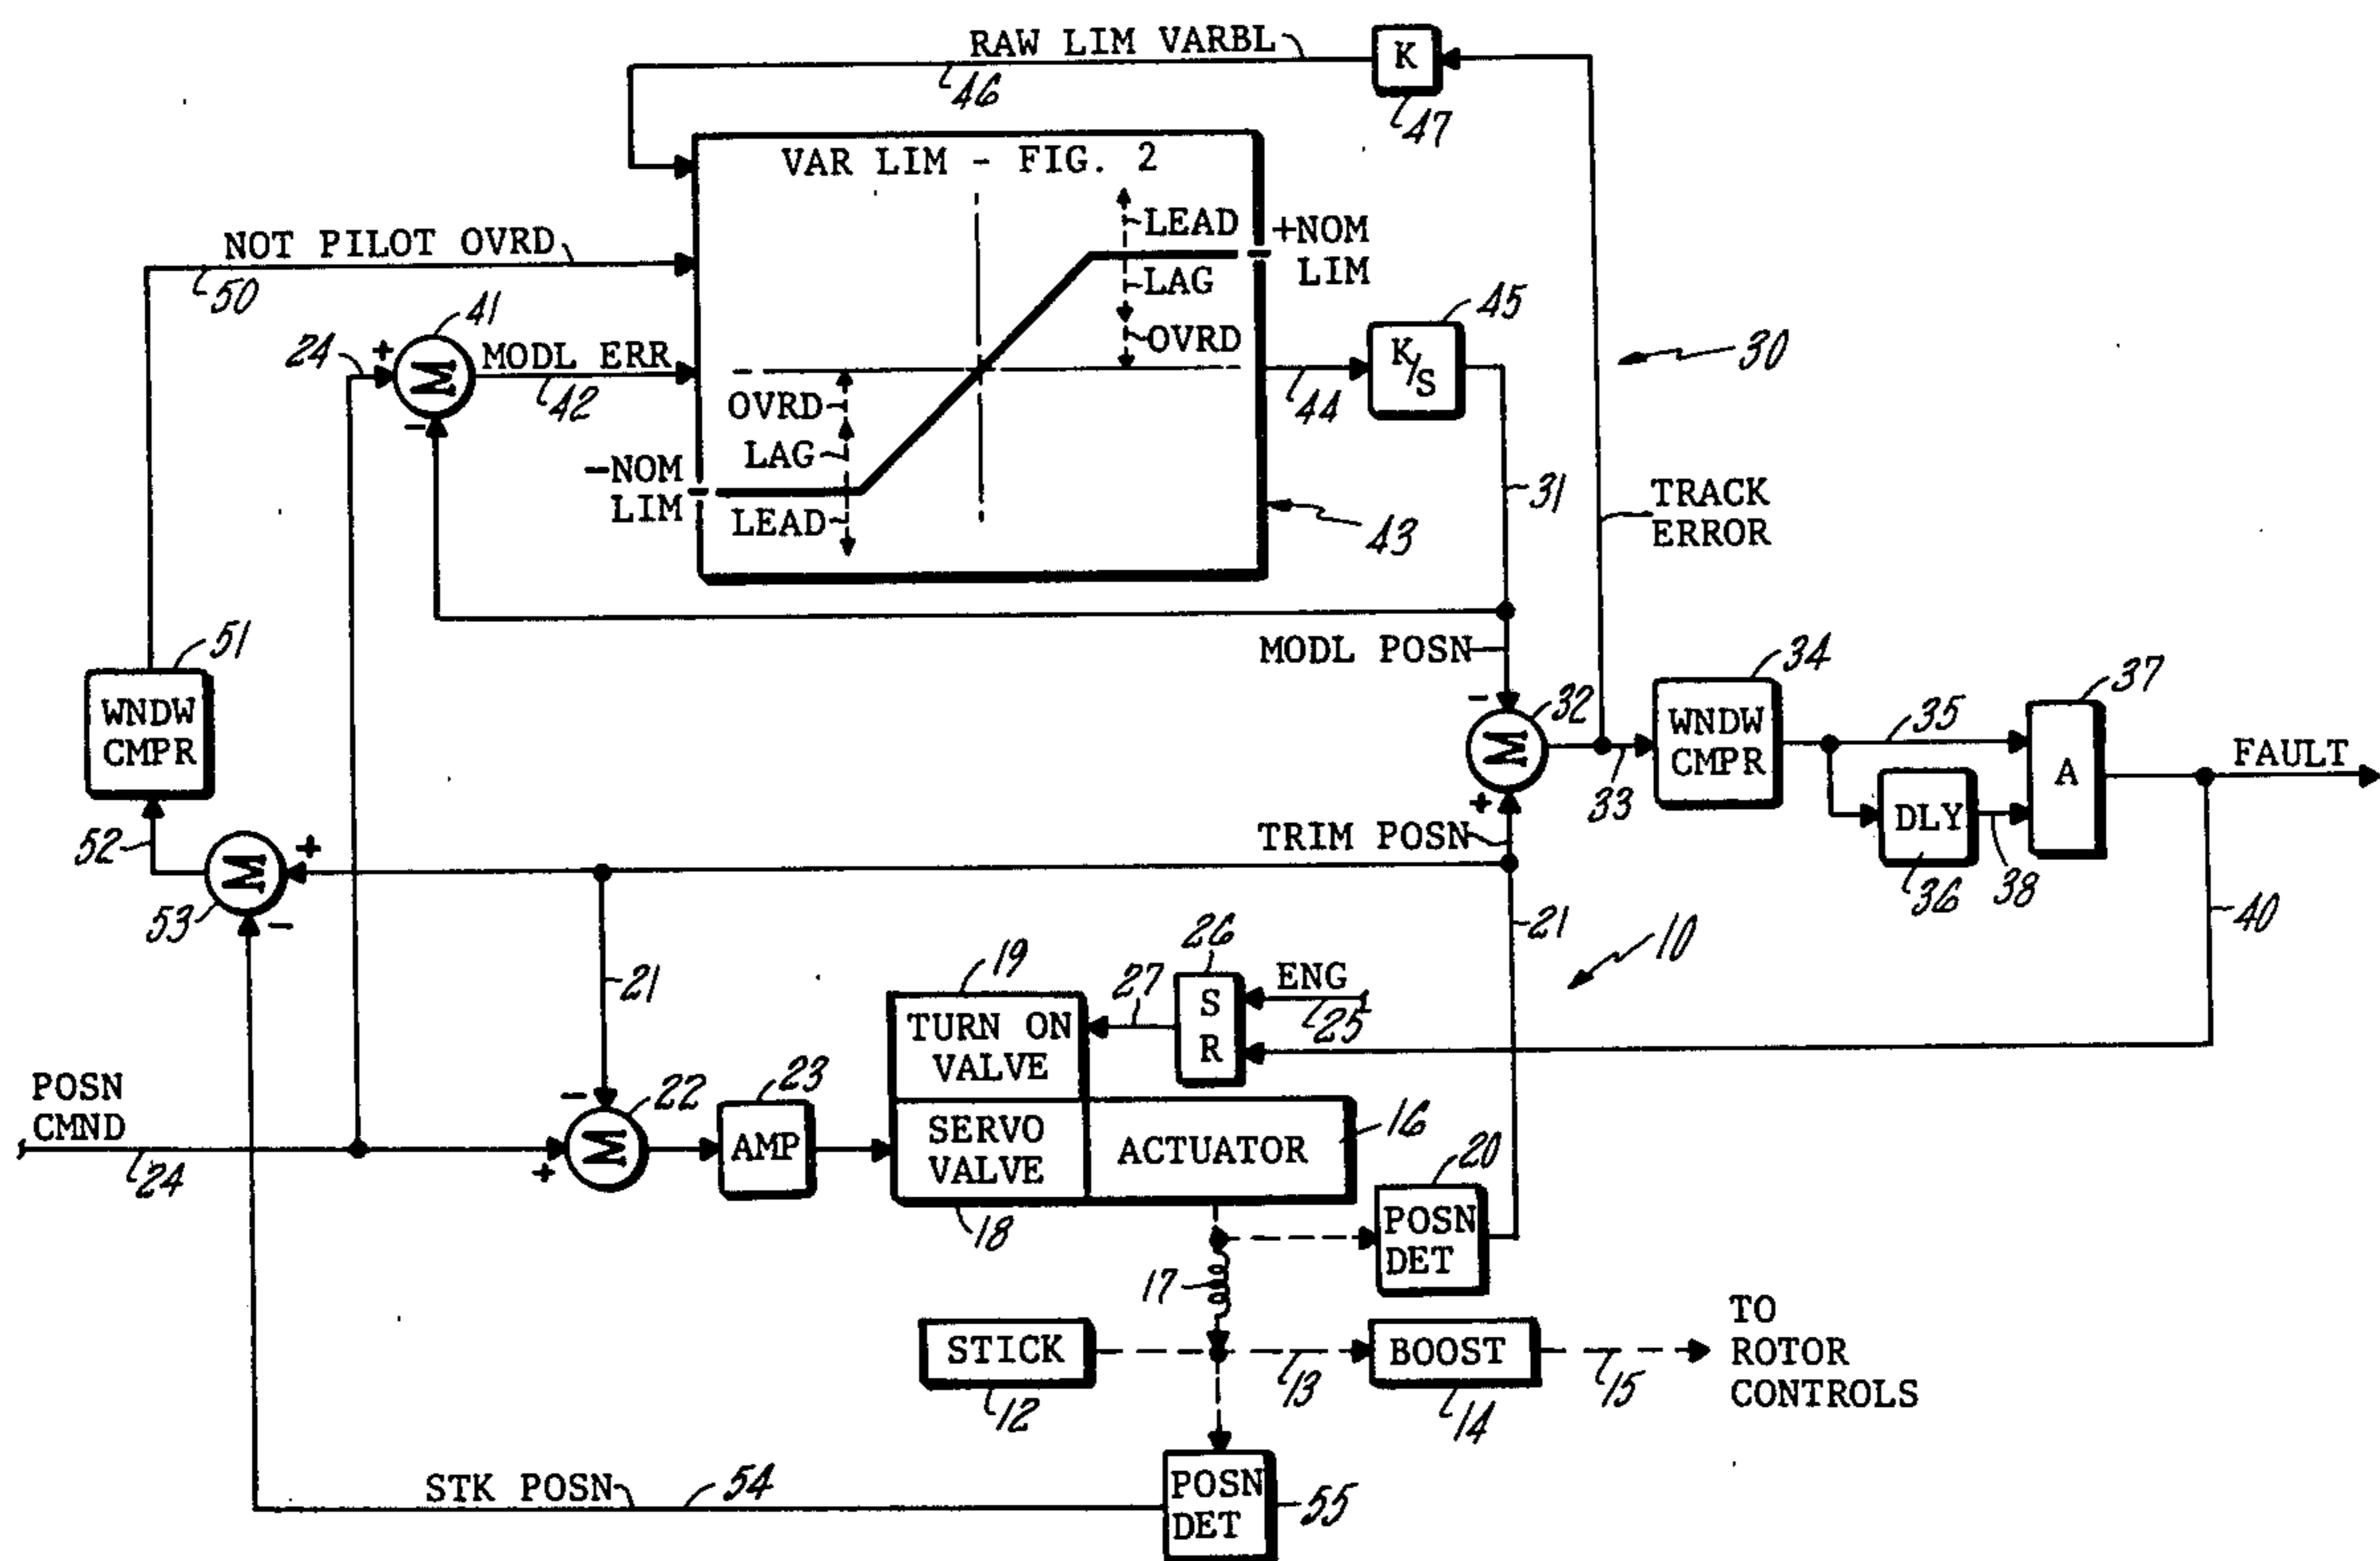 RAW LIM VARBL
46
K
47
VAR LIM - FIG. 2
LEAD
+NOM
LIM
LAG
OVRD
NOT PILOT OVRD
50
41
24
+
-
Σ
MODL ERR
42
OVRD
LAG
-NOM
LIM
LEAD
43
44
45
K/S
30
31
TRACK
ERROR
MODL POSN
51
WNDW
CMPR
52
-
32
Σ
+
33
34
WNDW
CMPR
35
37
A
DLY
36
38
FAULT
40
TRIM POSN
21
10
53
Σ
+
-
21
19
TURN ON
VALVE
27
26
S
R
ENG
25
POSN
CMND
24
-
22
Σ
+
23
AMP
SERVO
VALVE
18
ACTUATOR
16
20
POSN
DET
17
STICK
12
13
BOOST
14
15
TO
ROTOR
CONTROLS
STK POSN
54
POSN
DET
55